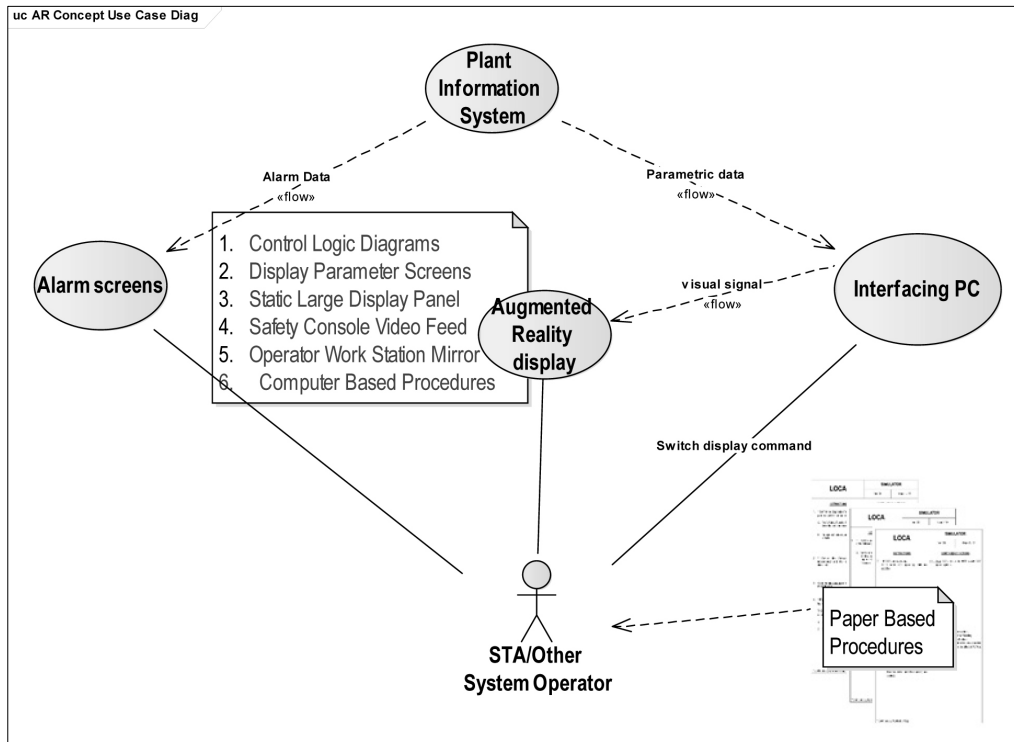 uc AR Concept Use Case Diag
Plant
Information
System
Alarm Data
«flow»
Parametric data
«flow»
1. Control Logic Diagrams
2. Display Parameter Screens
3. Static Large Display Panel
4. Safety Console Video Feed
5. Operator Work Station Mirror
6. Computer Based Procedures
Alarm screens
Augmented
Reality
display
visual signal
«flow»
Interfacing PC
Switch display command
LOCA
SIMULATOR
LOCA
SIMULATOR
LOCA
SIMULATOR
Paper Based
Procedures
STA/Other
System Operator